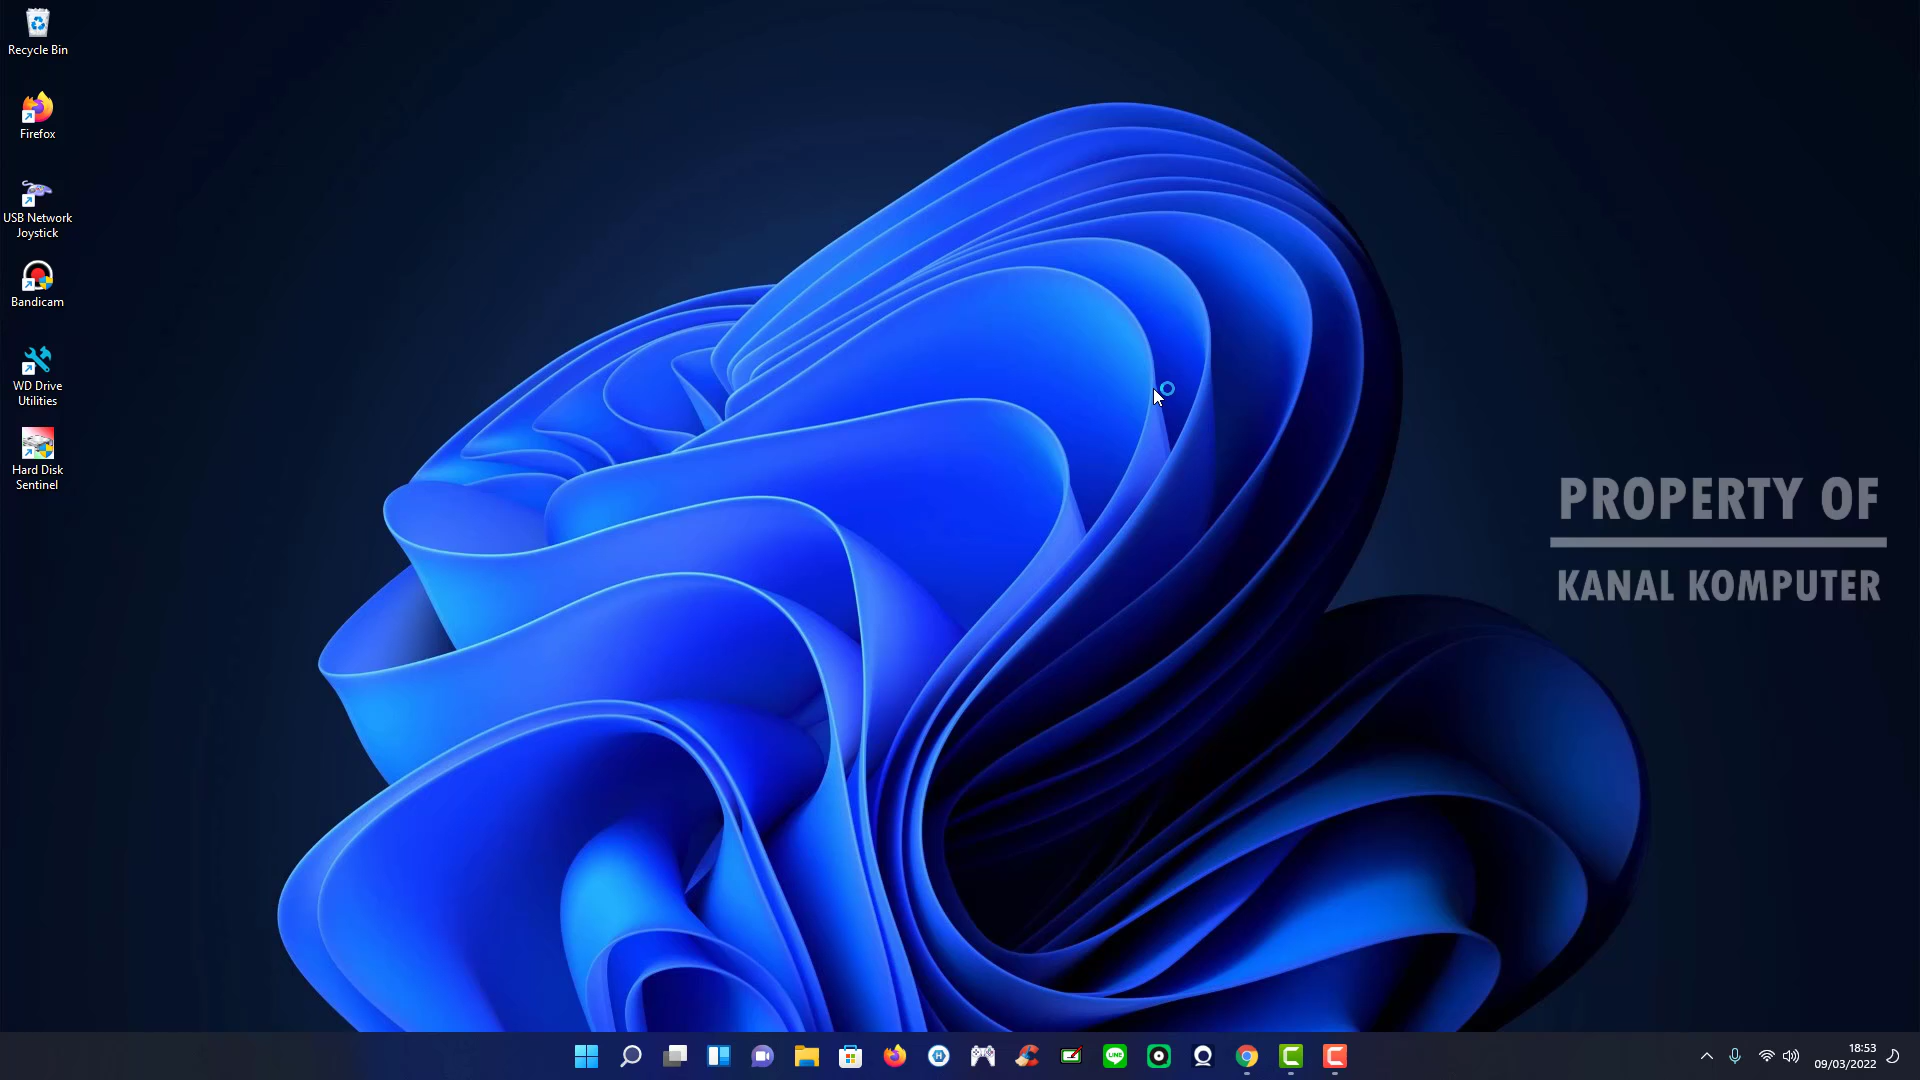 Recycle Bin
Firefox
USB Network
Joystick
Bandicam
WD Drive
Utilities
Hard Disk
Sentinel
PROPERTY OF
KANAL KOMPUTER
LINE
18:53
09/03/2022